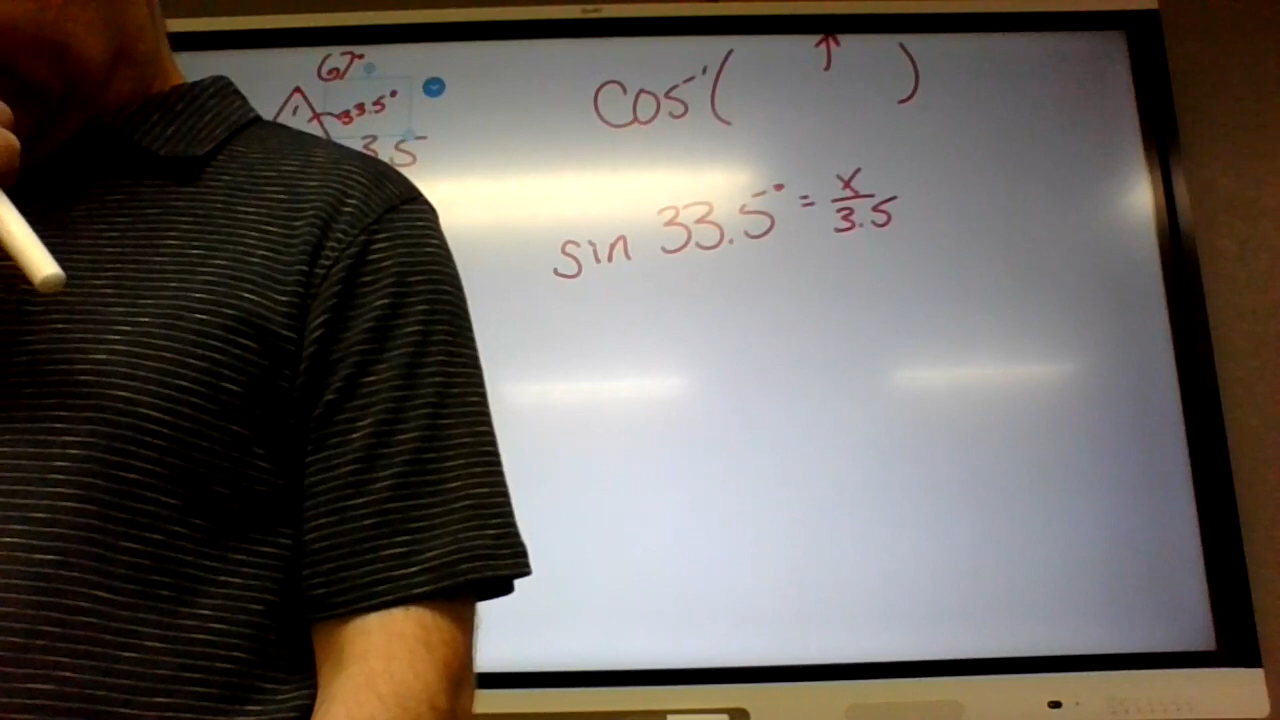 67°
33.5°
3.5
cos⁻¹( ↑ )
sin 33.5° = x/3.5